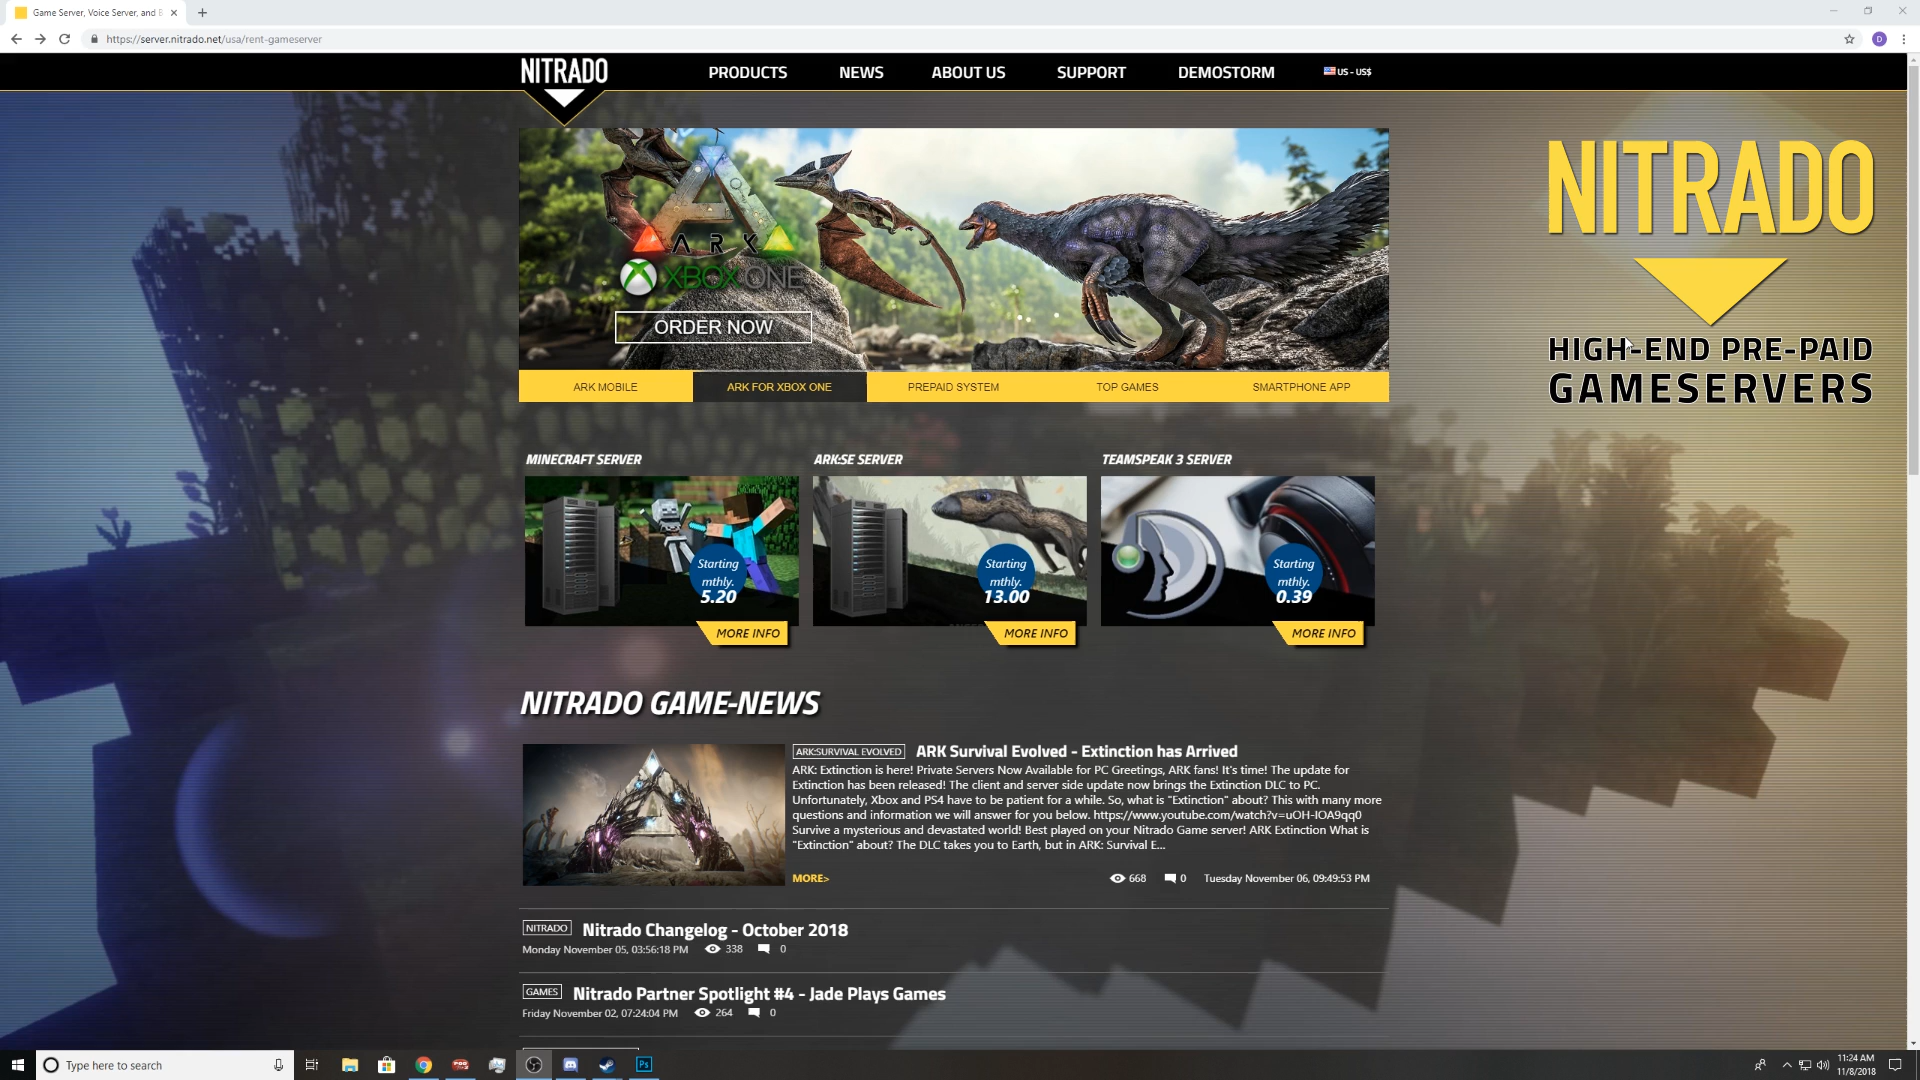 Game Server, Voice Server, and B
https://server.nitrado.net/usa/rent-gameserver
D
NITRADO
PRODUCTS
NEWS
ABOUT US
SUPPORT
DEMOSTORM
US - US$
ARK
XBOX ONE
ORDER NOW
ARK MOBILE
ARK FOR XBOX ONE
PREPAID SYSTEM
TOP GAMES
SMARTPHONE APP
NITRADO
HIGH-END PRE-PAID
GAMESERVERS
MINECRAFT SERVER
Starting
mthly.
5.20
MORE INFO
ARK:SE SERVER
Starting
mthly.
13.00
MORE INFO
TEAMSPEAK 3 SERVER
Starting
mthly.
0.39
MORE INFO
NITRADO GAME-NEWS
ARK:SURVIVAL EVOLVED ARK Survival Evolved - Extinction has Arrived
ARK: Extinction is here! Private Servers Now Available for PC Greetings, ARK fans! It's time! The update for
Extinction has been released! The client and server side update now brings the Extinction DLC to PC.
Unfortunately, Xbox and PS4 have to be patient for a while. So, what is "Extinction" about? This with many more
questions and information we will answer for you below. https://www.youtube.com/watch?v=uOH-IOA9qq0
Survive a mysterious and devastated world! Best played on your Nitrado Game server! ARK Extinction What is
"Extinction" about? The DLC takes you to Earth, but in ARK: Survival E...
MORE>
668 0 Tuesday November 06, 09:49:53 PM
NITRADO Nitrado Changelog - October 2018
Monday November 05, 03:56:18 PM 338 0
GAMES Nitrado Partner Spotlight #4 - Jade Plays Games
Friday November 02, 07:24:04 PM 264 0
Type here to search
Ps
11:24 AM
11/8/2018